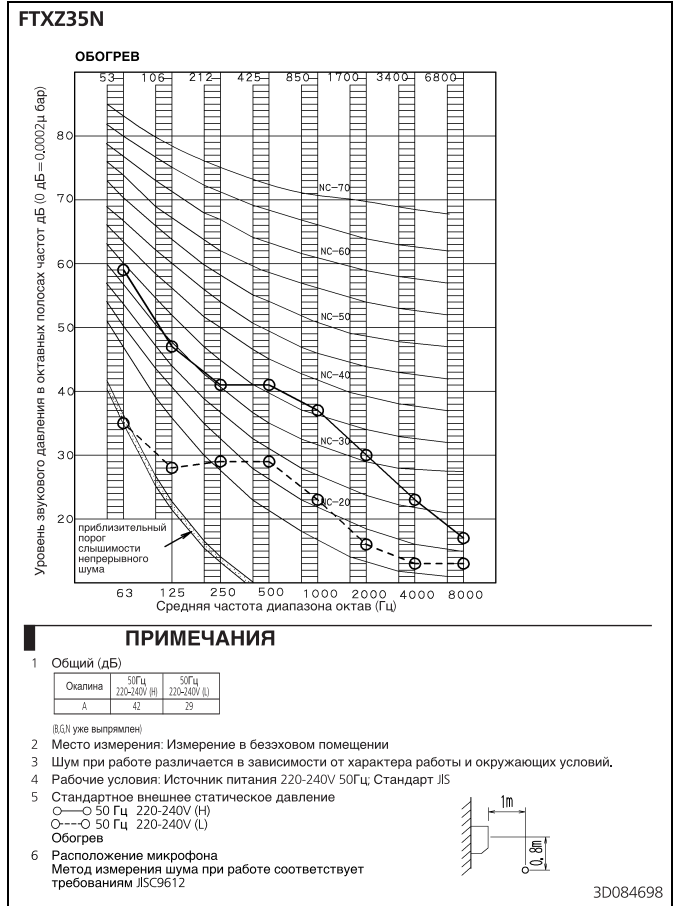 FTXZ35N
ОБОГРЕВ
53 106 212 425 850 1700 3400 6800
Уровень звукового давления в октавных полосах частот дБ (0 дБ = 0.0002µ бар)
80
70
60
50
40
30
20
NC-70
NC-60
NC-50
NC-40
NC-30
NC-20
приблизительный
порог
слышимости
непрерывного
шума
63 125 250 500 1000 2000 4000 8000
Средняя частота диапазона октав (Гц)
ПРИМЕЧАНИЯ
1 Общий (дБ)
Окалина 50Гц 220-240V (H) 50Гц 220-240V (L)
A 42 29
(B,G,N уже выпрямлен)
2 Место измерения: Измерение в безэховом помещении
3 Шум при работе различается в зависимости от характера работы и окружающих условий.
4 Рабочие условия: Источник питания 220-240V 50Гц; Стандарт JIS
5 Стандартное внешнее статическое давление
50 Гц 220-240V (H)
50 Гц 220-240V (L)
Обогрев
6 Расположение микрофона
Метод измерения шума при работе соответствует
требованиям JISC9612
1m
0.8m
3D084698